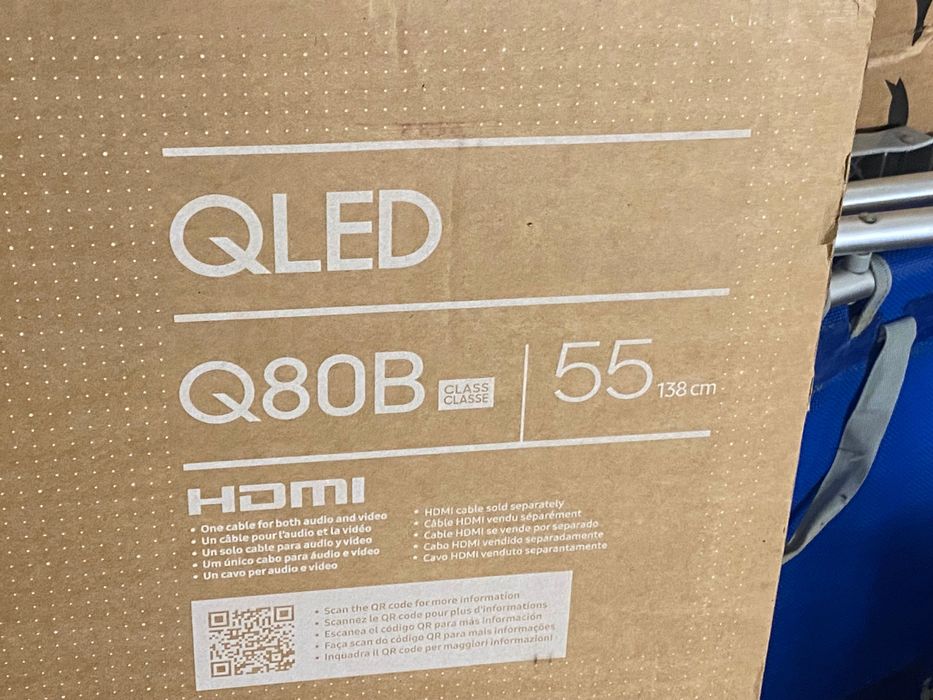 QLED
Q80B CLASS CLASSE 55 138 cm
HDMI
• One cable for both audio and video
• Un câble pour l'audio et la vidéo
• Un solo cable para audio y video
• Um único cabo para áudio e vídeo
• Un cavo per audio e video
• HDMI cable sold separately
• Câble HDMI vendu séparément
• Cable HDMI se vende por separado
• Cabo HDMI vendido separadamente
• Cavo HDMI venduto separantamente
• Scan the QR code for more information
• Scannez le QR code pour plus d'informations
• Escanea el código QR para más información
• Faça scan do código QR para mais informações
• Inquadra il QR code per maggiori informazioni